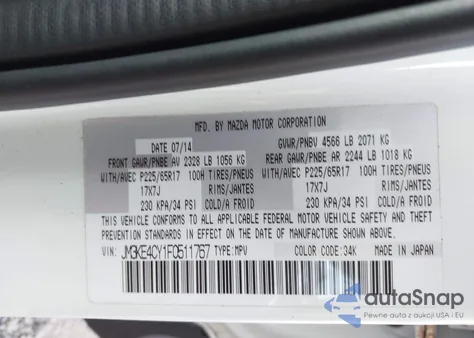 MFD. BY MAZDA MOTOR CORPORATION
DATE 07/14 GVWR/PNBV 4566 LB 2071 KG
FRONT GAWR/PNBE AV 2328 LB 1056 KG REAR GAWR/PNBE AR 2244 LB 1018 KG
WITH/AVEC P225/65R17 100H TIRES/PNEUS WITH/AVEC P225/65R17 100H TIRES/PNEUS
17X7J RIMS/JANTES 17X7J RIMS/JANTES
230 KPA/34 PSI 230 KPA/34 PSI
THIS VEHICLE CONFORMS TO ALL APPLICABLE FEDERAL MOTOR VEHICLE SAFETY AND
THEFT PREVENTION STANDARDS IN EFFECT ON THE DATE OF MANUFACTURE SHOWN ABOVE.
VIN: JM3KE4CY1F0511767 TYPE: MPV COLOR CODE: 34K MADE IN JAPAN
autoSnap
Pewne auta z aukcji USA i EU